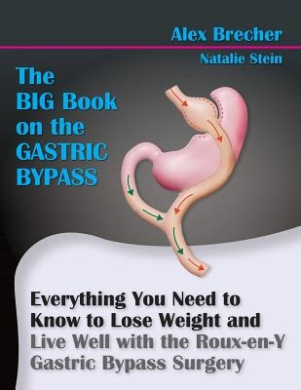 Alex Brecher
Natalie Stein
The
BIG Book
on the
GASTRIC
BYPASS
Everything You Need to
Know to Lose Weight and
Live Well with the Roux-en-Y
Gastric Bypass Surgery